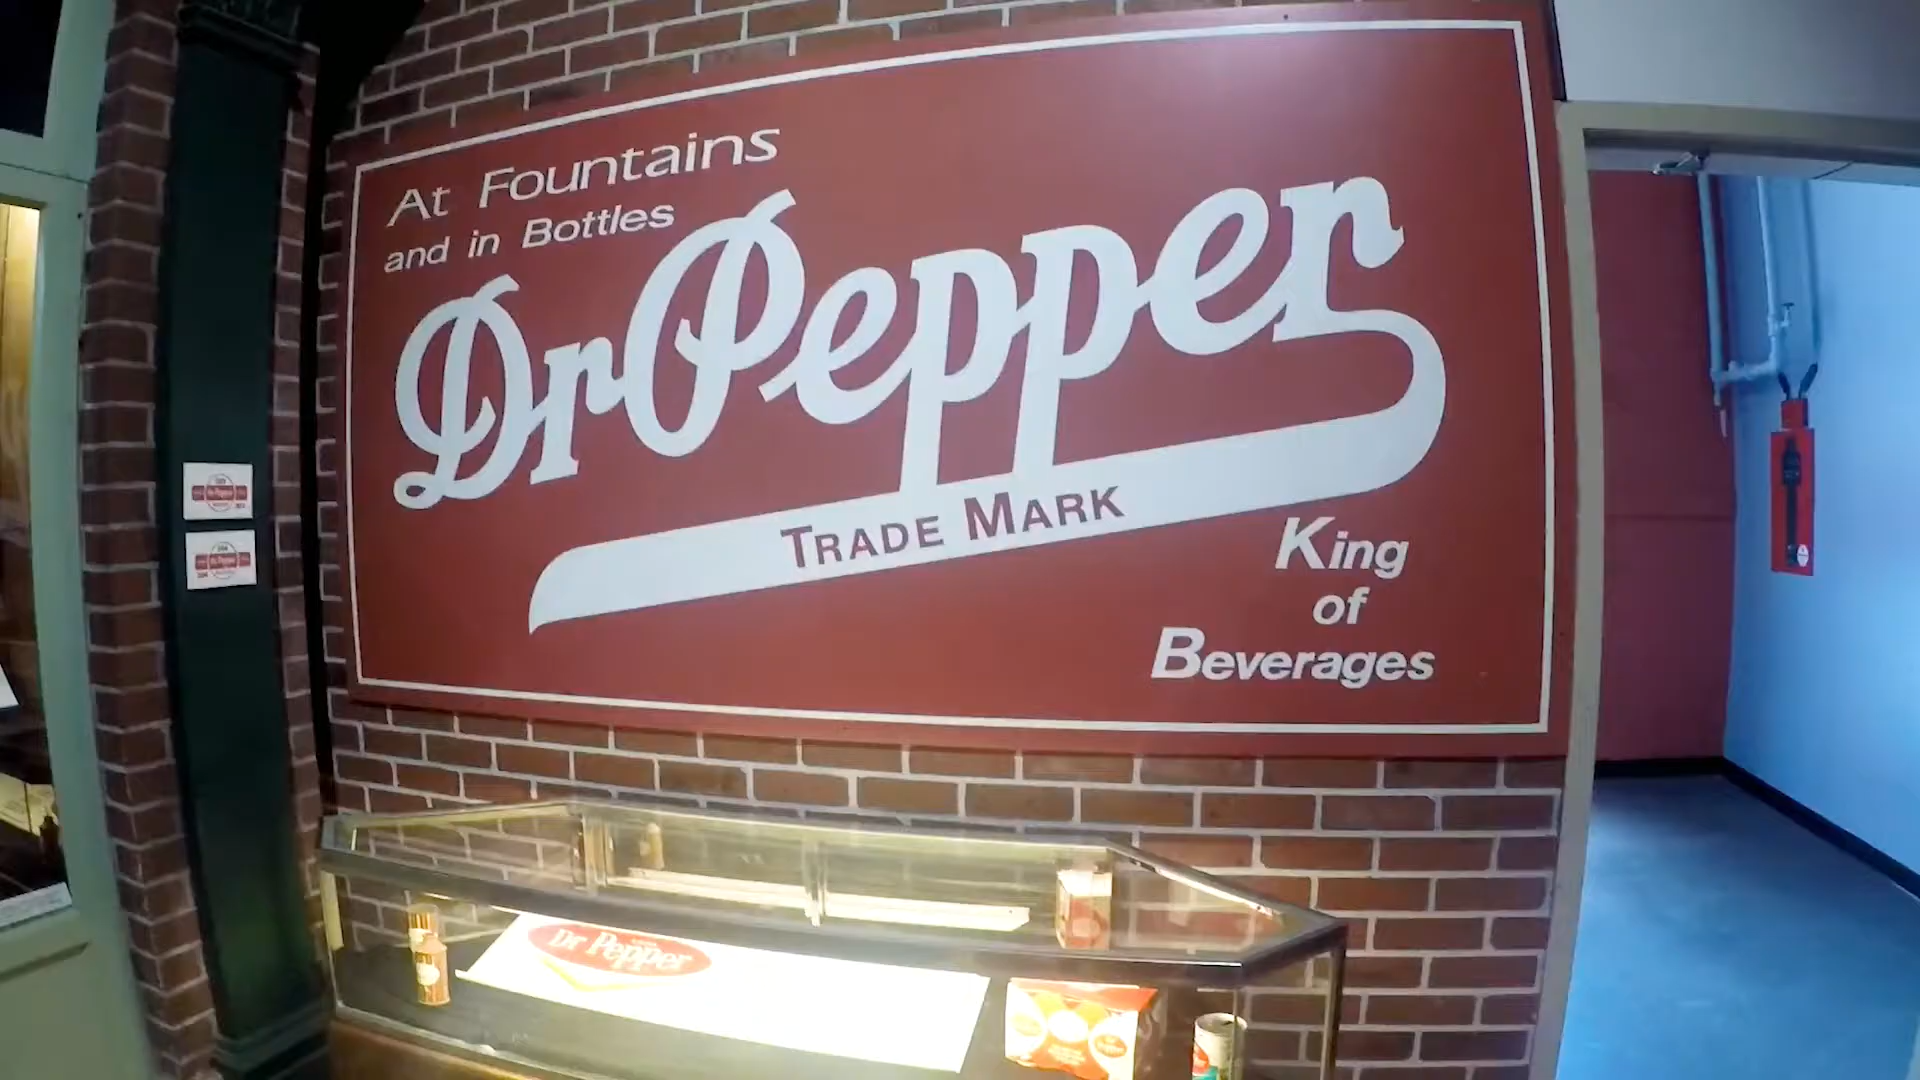 At Fountains
and in Bottles
Dr Pepper
TRADE MARK
King
of
Beverages
Dr Pepper